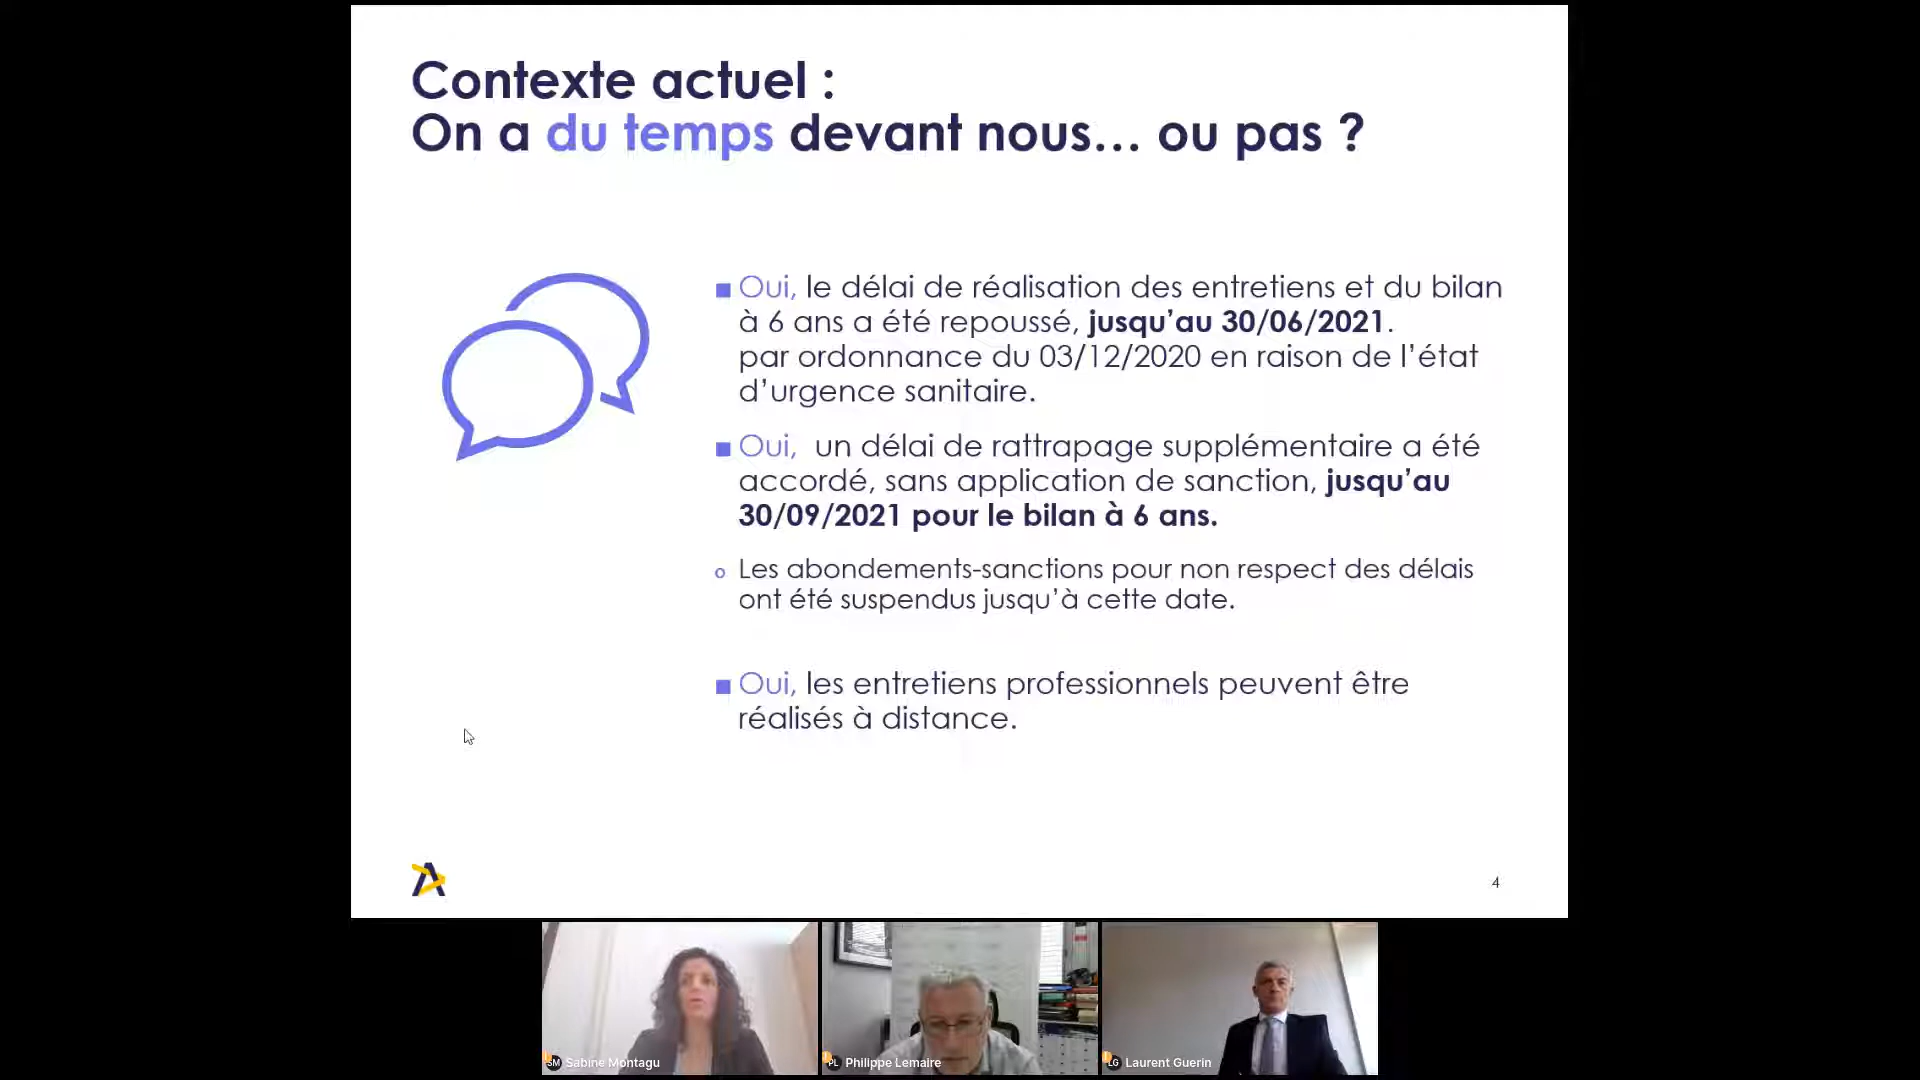 Contexte actuel :
On a du temps devant nous… ou pas ?
■ Oui, le délai de réalisation des entretiens et du bilan
à 6 ans a été repoussé, jusqu’au 30/06/2021.
par ordonnance du 03/12/2020 en raison de l’état
d’urgence sanitaire.
■ Oui,  un délai de rattrapage supplémentaire a été
accordé, sans application de sanction, jusqu’au
30/09/2021 pour le bilan à 6 ans.
o Les abondements-sanctions pour non respect des délais
ont été suspendus jusqu’à cette date.
■ Oui, les entretiens professionnels peuvent être
réalisés à distance.
4
SM Sabine Montagu
PL Philippe Lemaire
LG Laurent Guerin